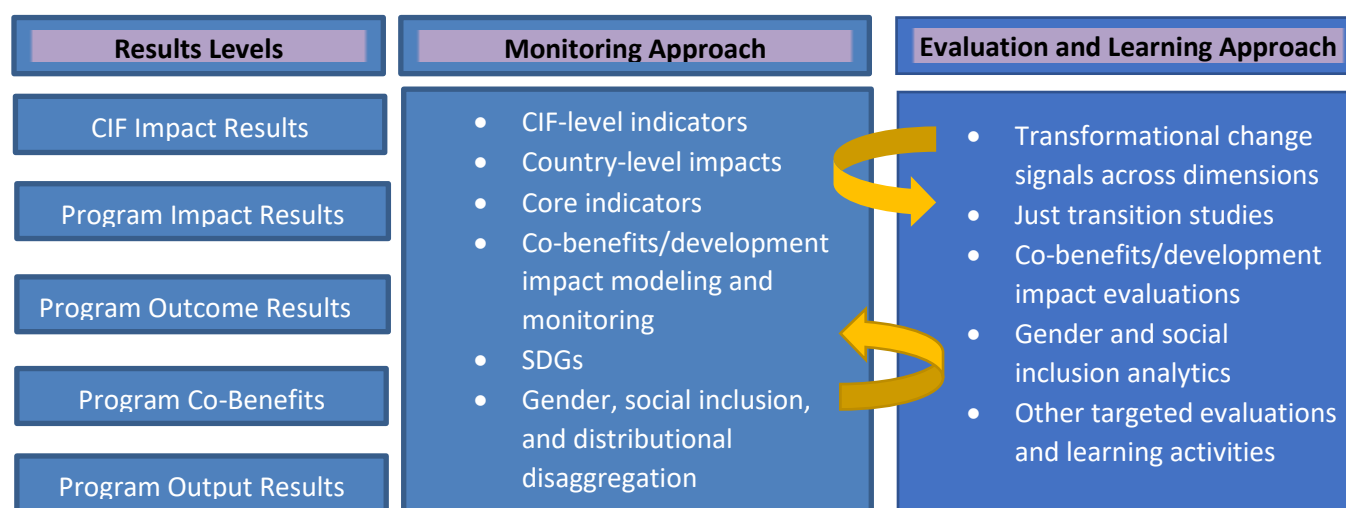 Results Levels
CIF Impact Results
Program Impact Results
Program Outcome Results
Program Co-Benefits
Program Output Results
Monitoring Approach
• CIF-level indicators
• Country-level impacts
• Core indicators
• Co-benefits/development
impact modeling and
monitoring
• SDGs
• Gender, social inclusion,
and distributional
disaggregation
Evaluation and Learning Approach
• Transformational change
signals across dimensions
• Just transition studies
• Co-benefits/development
impact evaluations
• Gender and social
inclusion analytics
• Other targeted evaluations
and learning activities